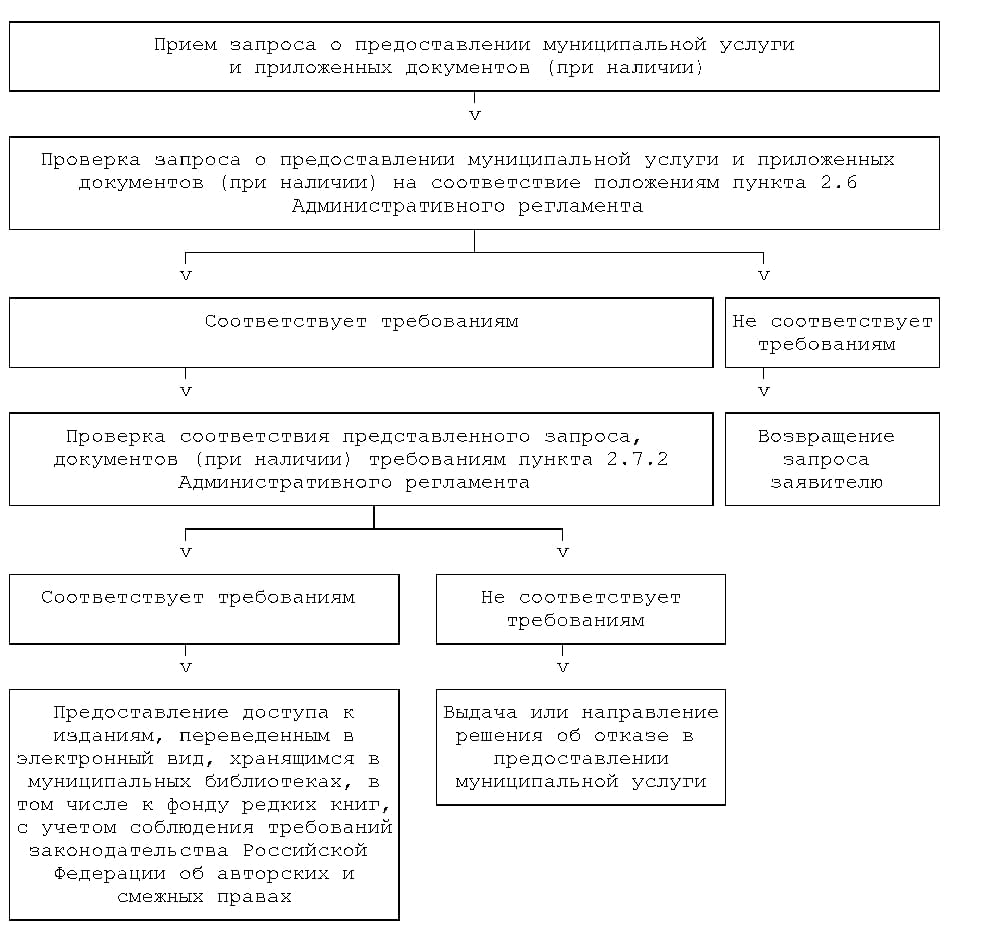 Прием запроса о предоставлении муниципальной услуги
и приложенных документов (при наличии)
v
Проверка запроса о предоставлении муниципальной услуги и приложенных
документов (при наличии) на соответствие положениям пункта 2.6
Административного регламента
v
v
Соответствует требованиям
Не соответствует
требованиям
v
v
Проверка соответствия представленного запроса,
документов (при наличии) требованиям пункта 2.7.2
Административного регламента
Возвращение
запроса
заявителю
v
v
Соответствует требованиям
Не соответствует
требованиям
v
v
Предоставление доступа к
изданиям, переведенным в
электронный вид, хранящимся в
муниципальных библиотеках, в
том числе к фонду редких книг,
с учетом соблюдения требований
законодательства Российской
Федерации об авторских и
смежных правах
Выдача или направление
решения об отказе в
предоставлении
муниципальной услуги